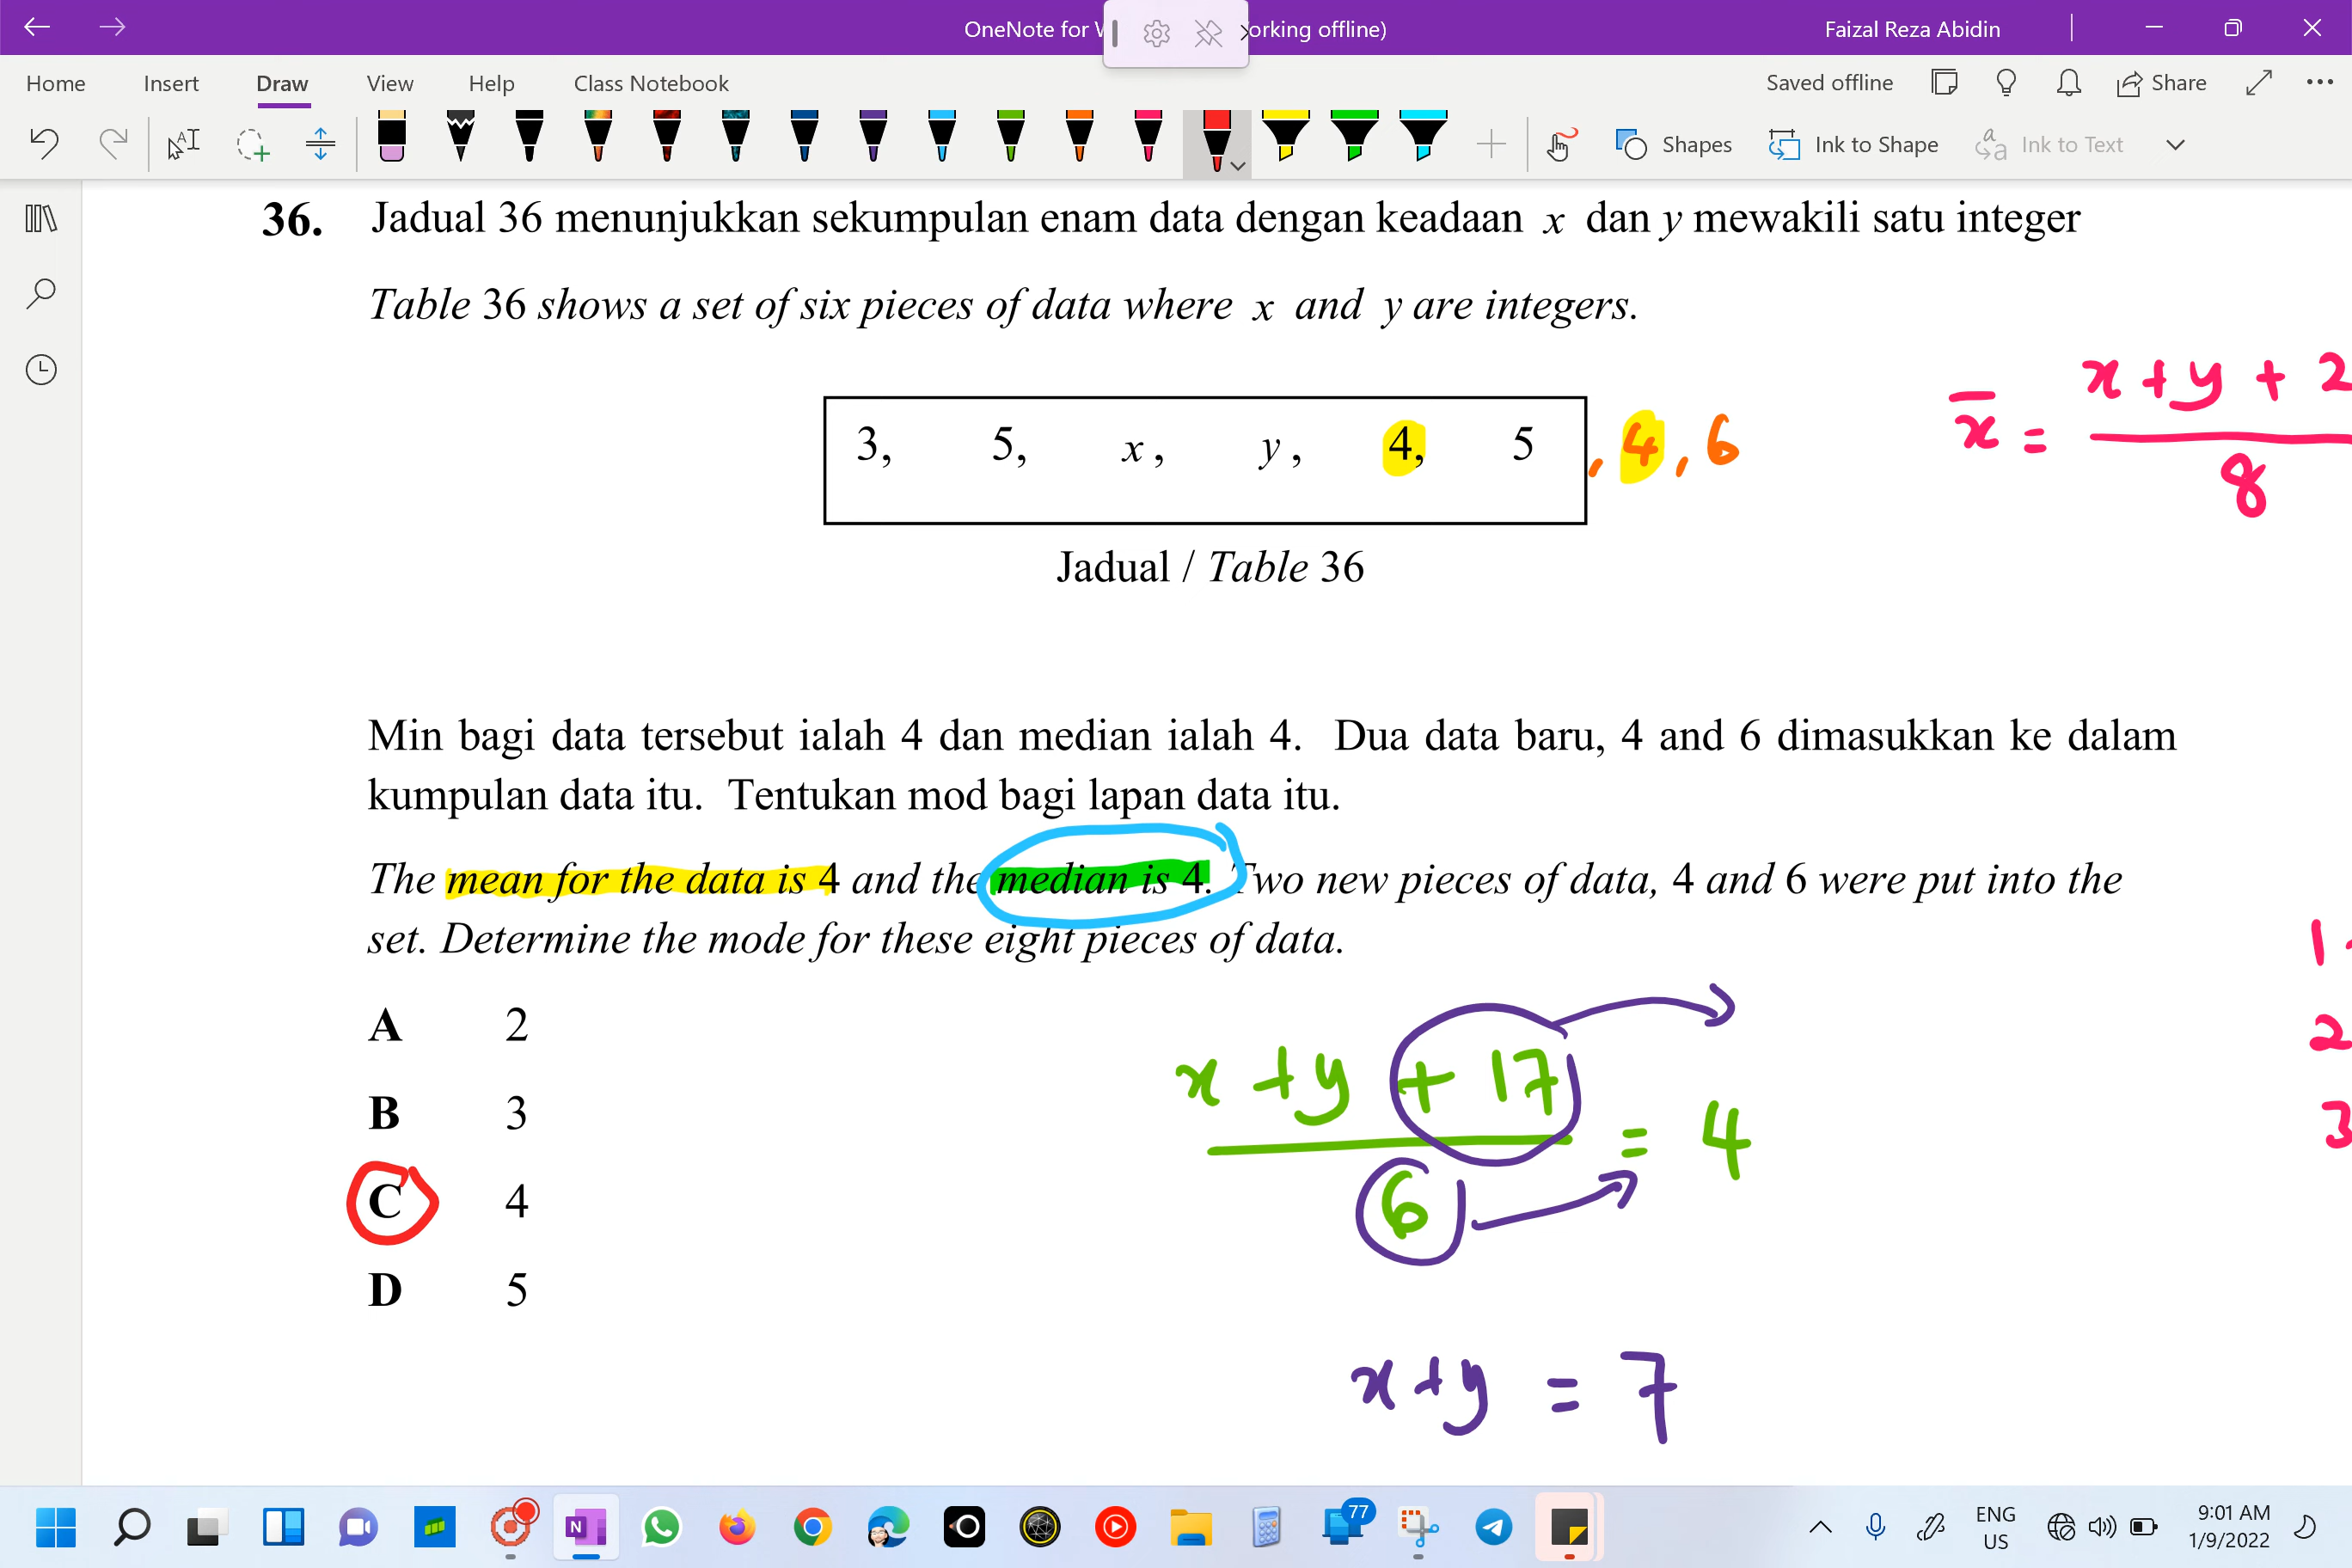 OneNote for W orking offline)
Faizal Reza Abidin
Home Insert Draw View Help Class Notebook
Saved offline Share
Shapes Ink to Shape Ink to Text
36. Jadual 36 menunjukkan sekumpulan enam data dengan keadaan x dan y mewakili satu integer
Table 36 shows a set of six pieces of data where x and y are integers.
3, 5, x, y, 4, 5 , 4, 6
x̄ = x + y + 2
8
Jadual / Table 36
Min bagi data tersebut ialah 4 dan median ialah 4. Dua data baru, 4 and 6 dimasukkan ke dalam
kumpulan data itu. Tentukan mod bagi lapan data itu.
The mean for the data is 4 and the median is 4. Two new pieces of data, 4 and 6 were put into the
set. Determine the mode for these eight pieces of data.
A 2
B 3
C 4
D 5
x + y + 17
6
= 4
x + y = 7
1
2
3
77
ENG
US
9:01 AM
1/9/2022